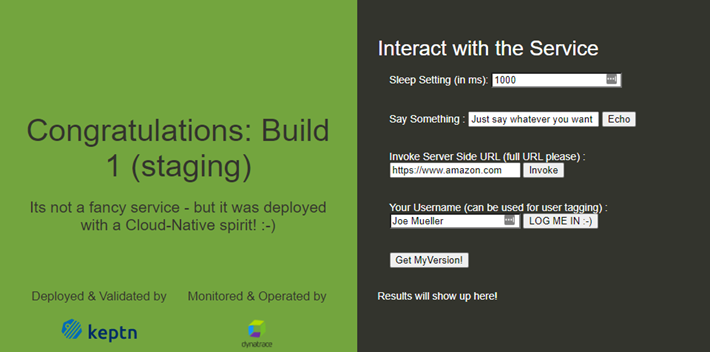 Congratulations: Build
1 (staging)
Its not a fancy service - but it was deployed
with a Cloud-Native spirit! :-)
Deployed & Validated by
Monitored & Operated by
keptn
dynatrace
Interact with the Service
Sleep Setting (in ms): 1000
Say Something : Just say whatever you want Echo
Invoke Server Side URL (full URL please) :
https://www.amazon.com Invoke
Your Username (can be used for user tagging) :
Joe Mueller LOG ME IN :-)
Get MyVersion!
Results will show up here!